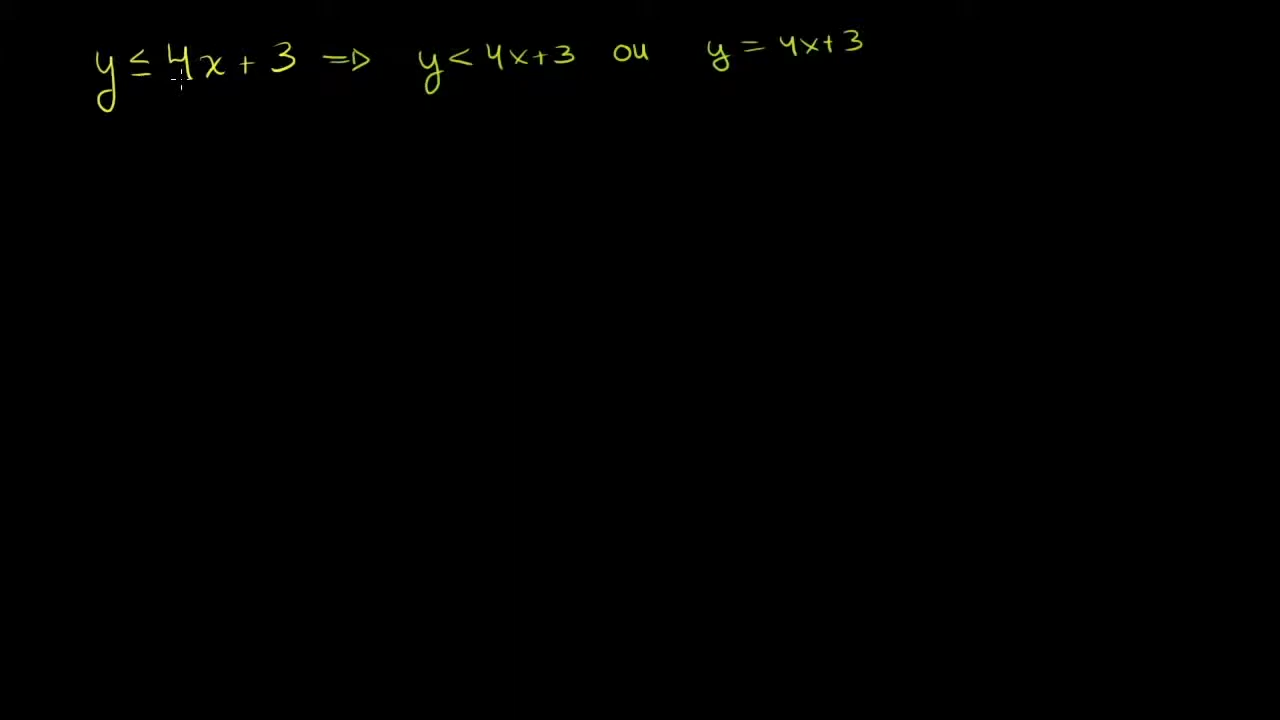 y ≤ 4x + 3 ⇒ y < 4x+3 ou y = 4x+3